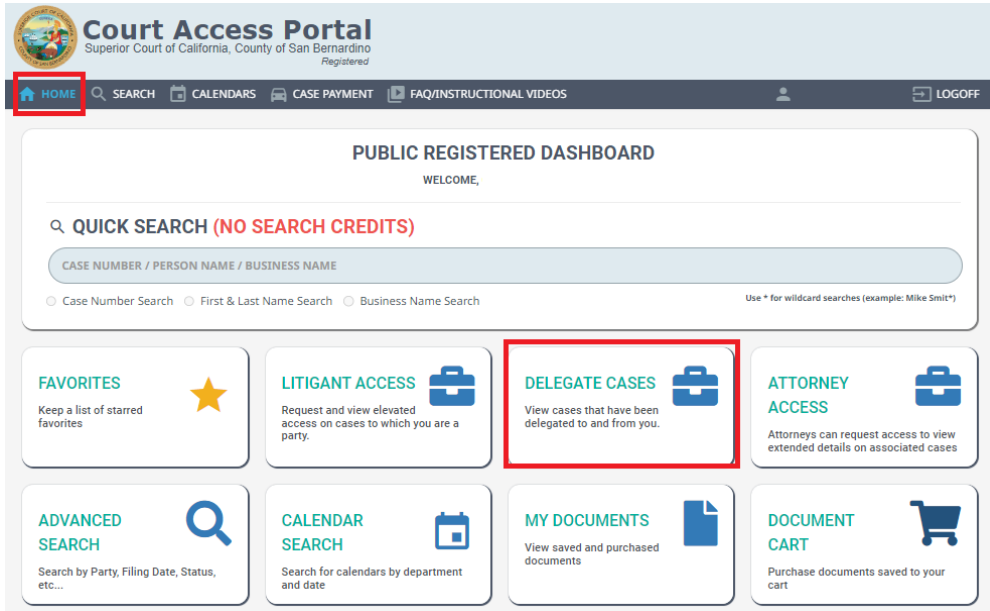 Court Access Portal
Superior Court of California, County of San Bernardino
Registered
HOME SEARCH CALENDARS CASE PAYMENT FAQ/INSTRUCTIONAL VIDEOS LOGOFF
PUBLIC REGISTERED DASHBOARD
WELCOME,
QUICK SEARCH (NO SEARCH CREDITS)
CASE NUMBER / PERSON NAME / BUSINESS NAME
Case Number Search First & Last Name Search Business Name Search
Use * for wildcard searches (example: Mike Smit*)
FAVORITES
Keep a list of starred
favorites
LITIGANT ACCESS
Request and view elevated
access on cases to which you are a
party.
DELEGATE CASES
View cases that have been
delegated to and from you.
ATTORNEY
ACCESS
Attorneys can request access to view
extended details on associated cases
ADVANCED
SEARCH
Search by Party, Filing Date, Status,
etc...
CALENDAR
SEARCH
Search for calendars by department
and date
MY DOCUMENTS
View saved and purchased
documents
DOCUMENT
CART
Purchase documents saved to your
cart